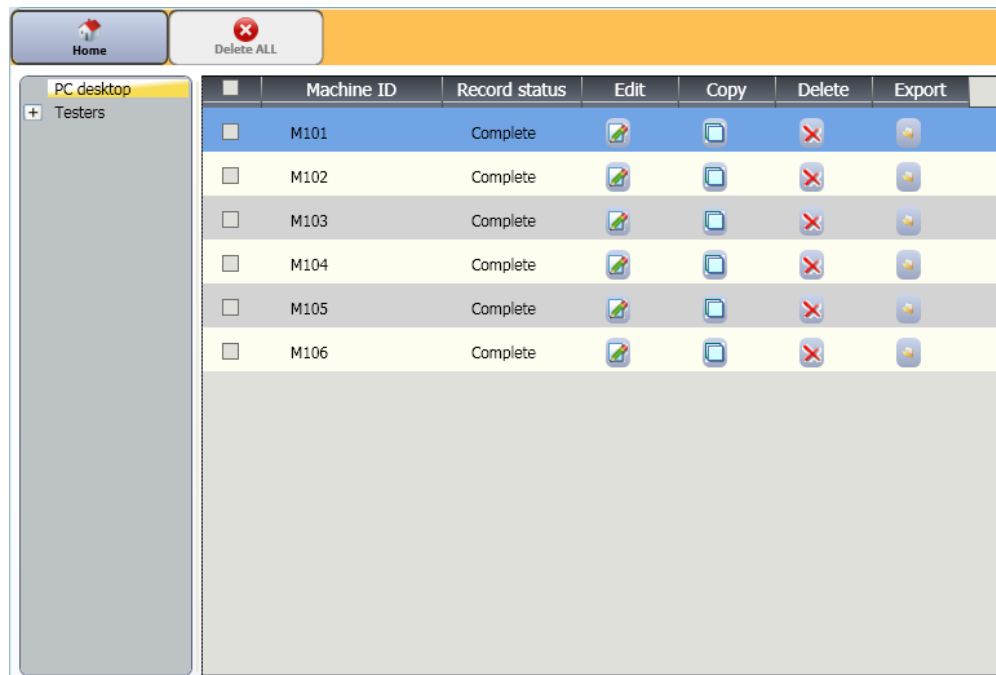 Home
Delete ALL
PC desktop
Testers
Machine ID Record status Edit Copy Delete Export
M101 Complete
M102 Complete
M103 Complete
M104 Complete
M105 Complete
M106 Complete